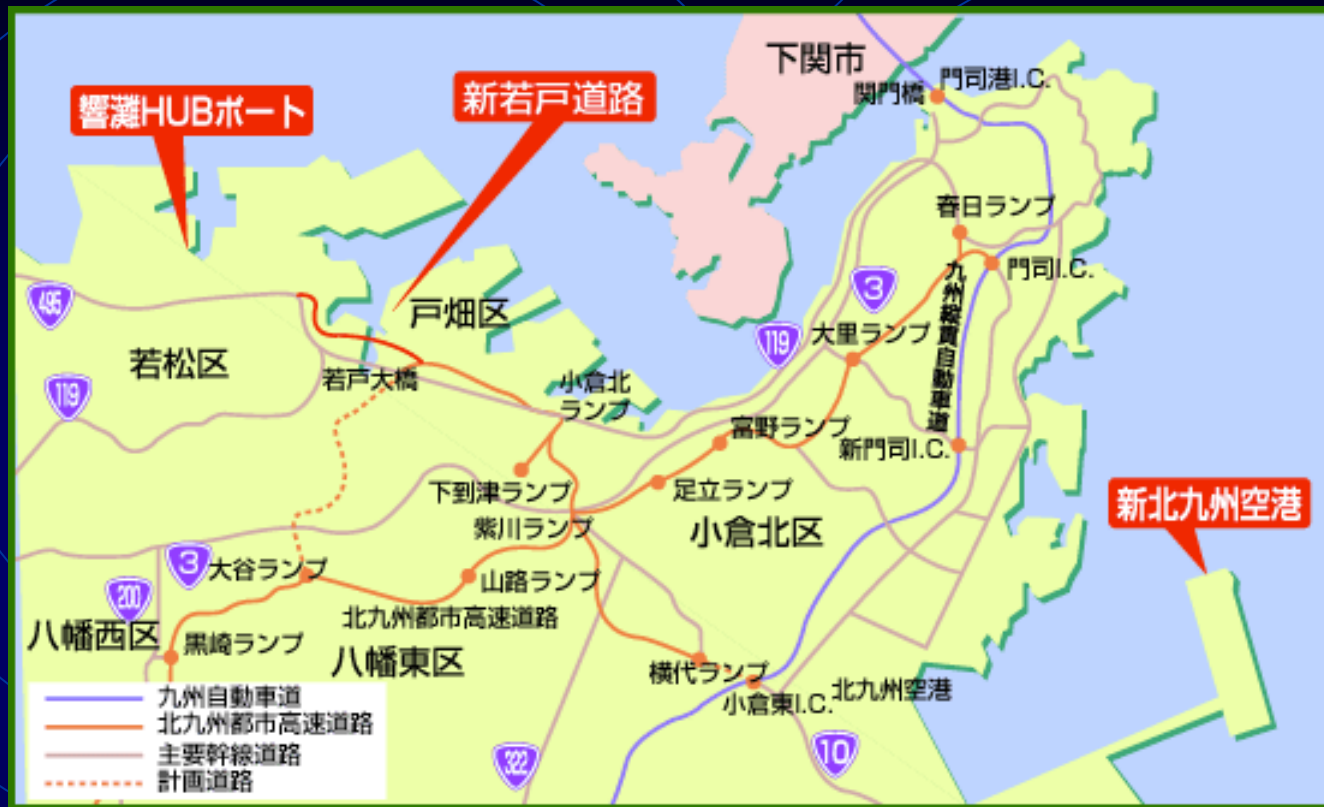 下関市
門司港I.C.
関門橋
響灘HUBポート
新若戸道路
春日ランプ
門司I.C.
九州縦貫自動車道
3
495
戸畑区
大里ランプ
119
若松区
若戸大橋
小倉北
ランプ
119
富野ランプ
新門司I.C.
下到津ランプ
足立ランプ
新北九州空港
紫川ランプ
小倉北区
3
大谷ランプ
山路ランプ
200
北九州都市高速道路
八幡西区
黒崎ランプ
八幡東区
横代ランプ
小倉東I.C.
北九州空港
10
322
九州自動車道
北九州都市高速道路
主要幹線道路
計画道路